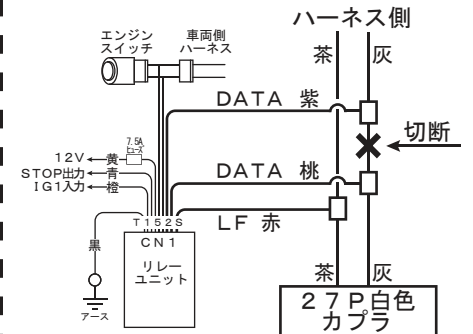 ハーネス側
エンジン
スイッチ
車両側
ハーネス
茶
灰
DATA 紫
切断
7.5A
ヒューズ
12V
黄
STOP出力
青
IG1入力
橙
DATA 桃
T152S
LF 赤
CN1
黒
リレー
ユニット
アース
茶
灰
27P白色
カプラ